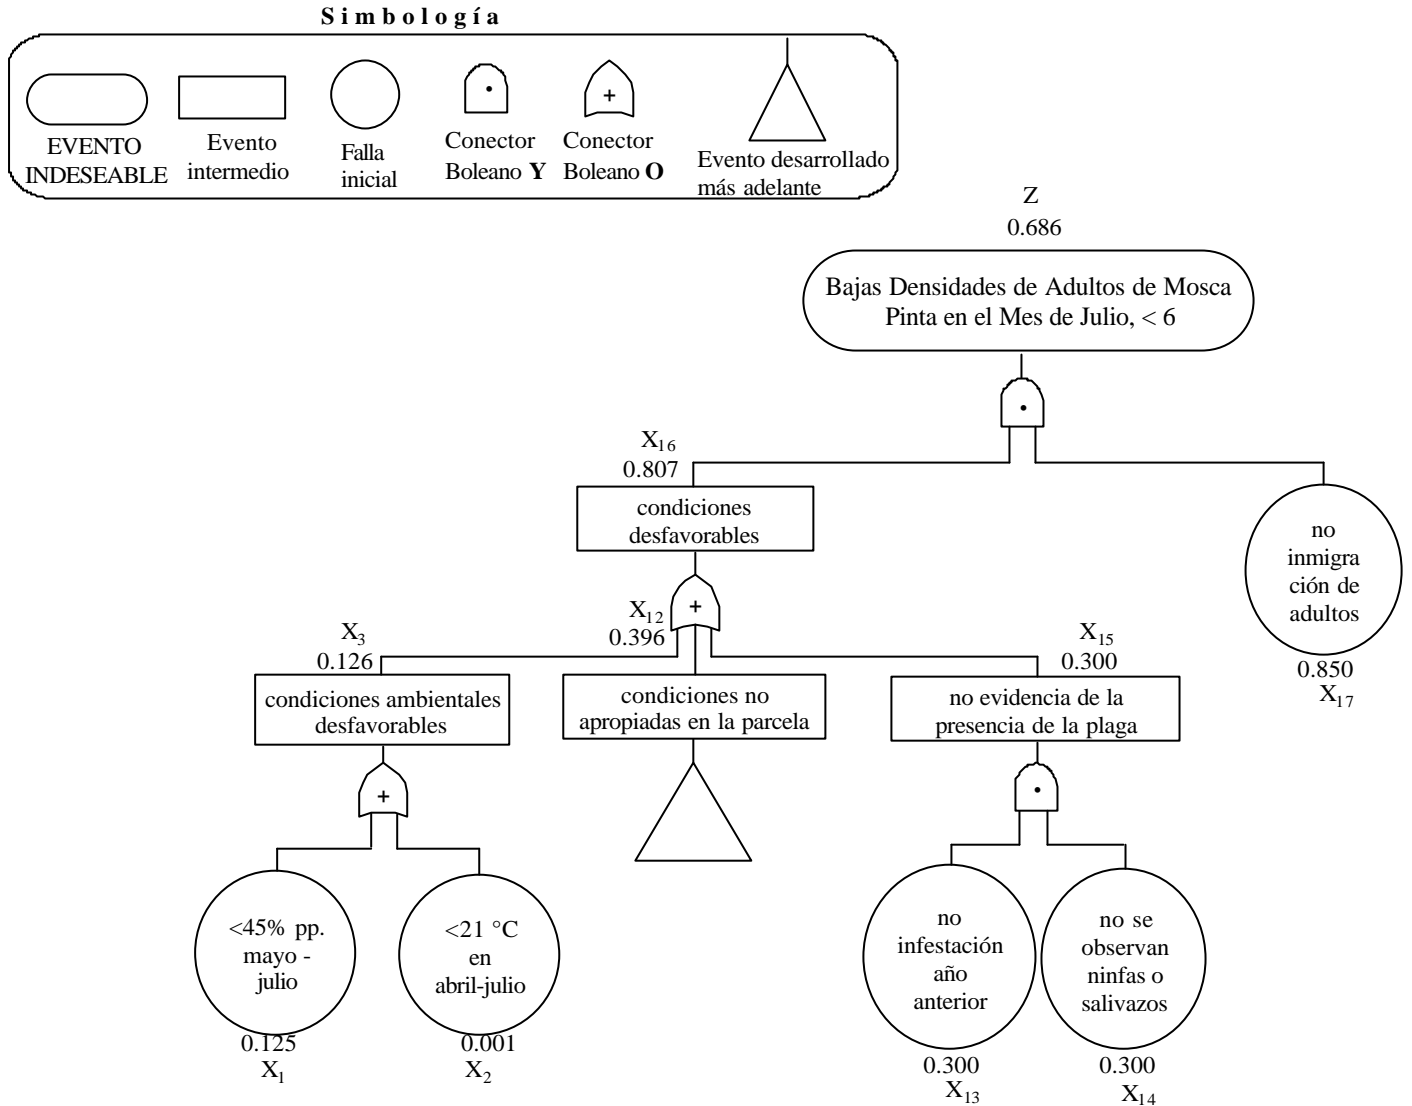 Simbología
EVENTO
INDESEABLE
Evento
intermedio
Falla
inicial
Conector
Boleano Y
Conector
Boleano O
Evento desarrollado
más adelante
Z
0.686
Bajas Densidades de Adultos de Mosca
Pinta en el Mes de Julio, < 6
X16
0.807
condiciones
desfavorables
no
inmigra
ción de
adultos
0.850
X17
X3
0.126
condiciones ambientales
desfavorables
X12
0.396
condiciones no
apropiadas en la parcela
X15
0.300
no evidencia de la
presencia de la plaga
<45% pp.
mayo -
julio
0.125
X1
<21 °C
en
abril-julio
0.001
X2
no
infestación
año
anterior
0.300
X13
no se
observan
ninfas o
salivazos
0.300
X14
+
+